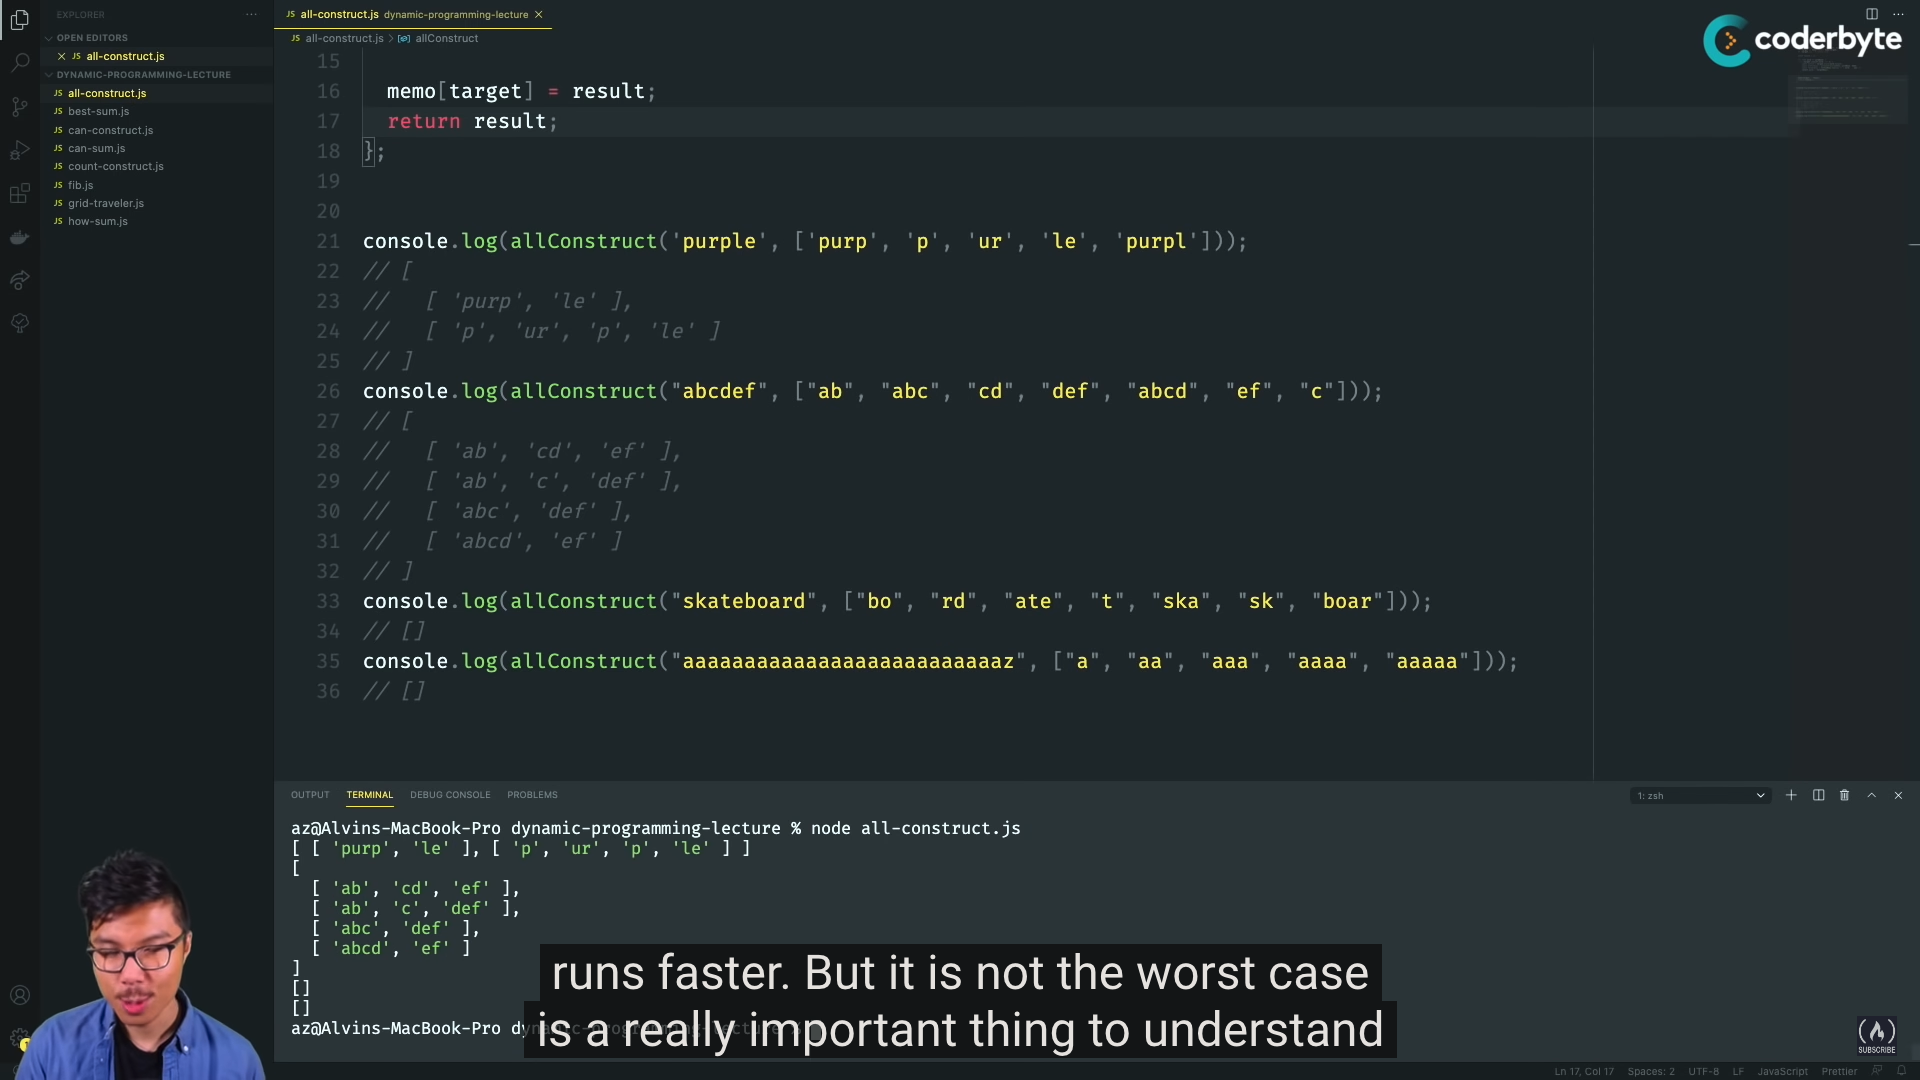 EXPLORER
OPEN EDITORS
JS all-construct.js
DYNAMIC-PROGRAMMING-LECTURE
JS all-construct.js
JS best-sum.js
JS can-construct.js
JS can-sum.js
JS count-construct.js
JS fib.js
JS grid-traveler.js
JS how-sum.js
JS all-construct.js dynamic-programming-lecture
JS all-construct.js > allConstruct
coderbyte
15
16 memo[target] = result;
17 return result;
18 };
19
20
21 console.log(allConstruct('purple', ['purp', 'p', 'ur', 'le', 'purpl']));
22 // [
23 // [ 'purp', 'le' ],
24 // [ 'p', 'ur', 'p', 'le' ]
25 // ]
26 console.log(allConstruct("abcdef", ["ab", "abc", "cd", "def", "abcd", "ef", "c"]));
27 // [
28 // [ 'ab', 'cd', 'ef' ],
29 // [ 'ab', 'c', 'def' ],
30 // [ 'abc', 'def' ],
31 // [ 'abcd', 'ef' ]
32 // ]
33 console.log(allConstruct("skateboard", ["bo", "rd", "ate", "t", "ska", "sk", "boar"]));
34 // []
35 console.log(allConstruct("aaaaaaaaaaaaaaaaaaaaaaaaaaz", ["a", "aa", "aaa", "aaaa", "aaaaa"]));
36 // []
OUTPUT TERMINAL DEBUG CONSOLE PROBLEMS
1: zsh
az@Alvins-MacBook-Pro dynamic-programming-lecture % node all-construct.js
[ [ 'purp', 'le' ], [ 'p', 'ur', 'p', 'le' ] ]
[
[ 'ab', 'cd', 'ef' ],
[ 'ab', 'c', 'def' ],
[ 'abc', 'def' ],
[ 'abcd', 'ef' ]
]
[]
[]
az@Alvins-MacBook-Pro dynamic-programming-lecture %
runs faster. But it is not the worst case
is a really important thing to understand
SUBSCRIBE
Ln 17, Col 17 Spaces: 2 UTF-8 LF JavaScript Prettier